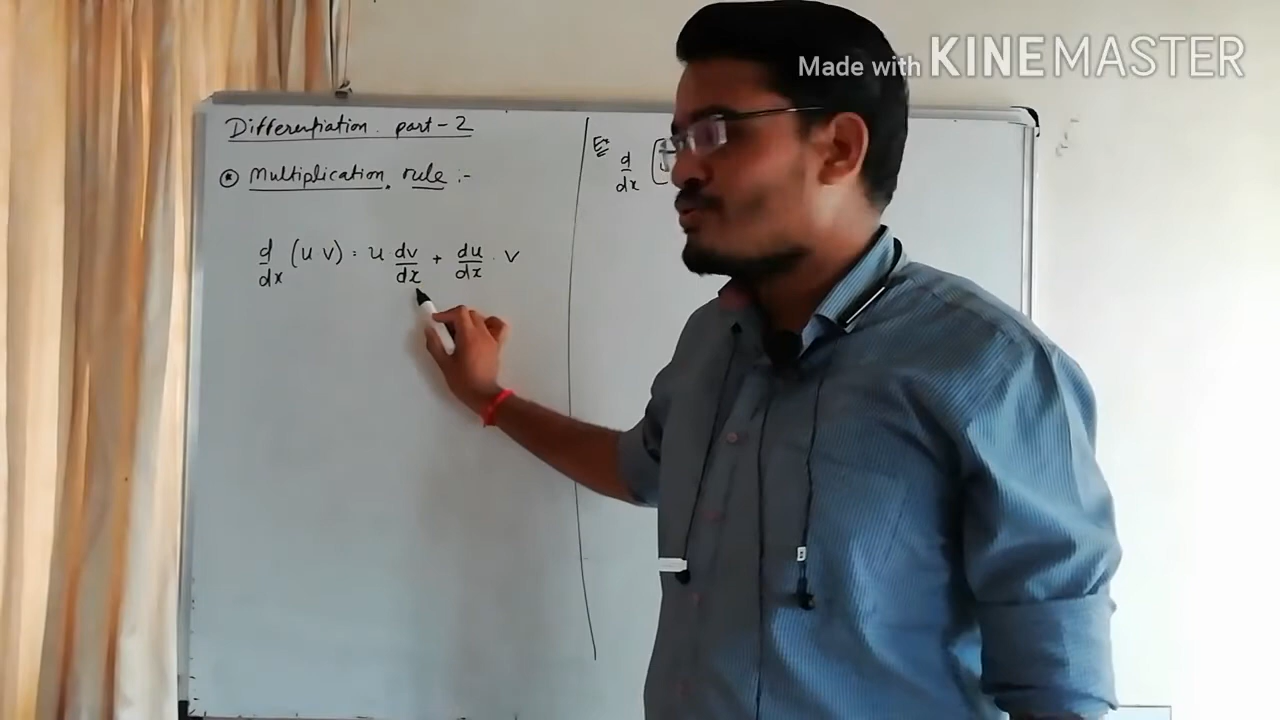 Made with KINEMASTER
Differentiation part-2
* Multiplication rule :-
d/dx (u v) = u dv/dx + du/dx . v
Ex
d/dx [